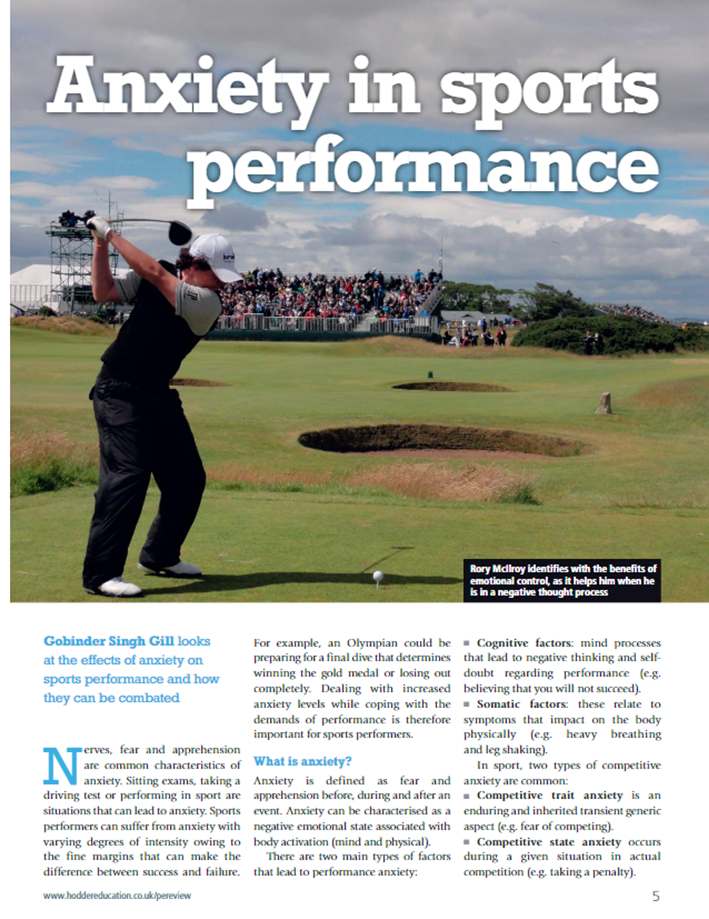 Anxiety in sports
performance
Rory McIlroy identifies with the benefits of
emotional control, as it helps him when he
is in a negative thought process
Gobinder Singh Gill looks
at the effects of anxiety on
sports performance and how
they can be combated
Nerves, fear and apprehension
are common characteristics of
anxiety. Sitting exams, taking a
driving test or performing in sport are
situations that can lead to anxiety. Sports
performers can suffer from anxiety with
varying degrees of intensity owing to
the fine margins that can make the
difference between success and failure.
For example, an Olympian could be
preparing for a final dive that determines
winning the gold medal or losing out
completely. Dealing with increased
anxiety levels while coping with the
demands of performance is therefore
important for sports performers.
What is anxiety?
Anxiety is defined as fear and
apprehension before, during and after an
event. Anxiety can be characterised as a
negative emotional state associated with
body activation (mind and physical).
There are two main types of factors
that lead to performance anxiety:
■ Cognitive factors: mind processes
that lead to negative thinking and self-
doubt regarding performance (e.g.
believing that you will not succeed).
■ Somatic factors: these relate to
symptoms that impact on the body
physically (e.g. heavy breathing
and leg shaking).
In sport, two types of competitive
anxiety are common:
■ Competitive trait anxiety is an
enduring and inherited transient generic
aspect (e.g. fear of competing).
■ Competitive state anxiety occurs
during a given situation in actual
competition (e.g. taking a penalty).
www.hoddereducation.co.uk/pereview
5